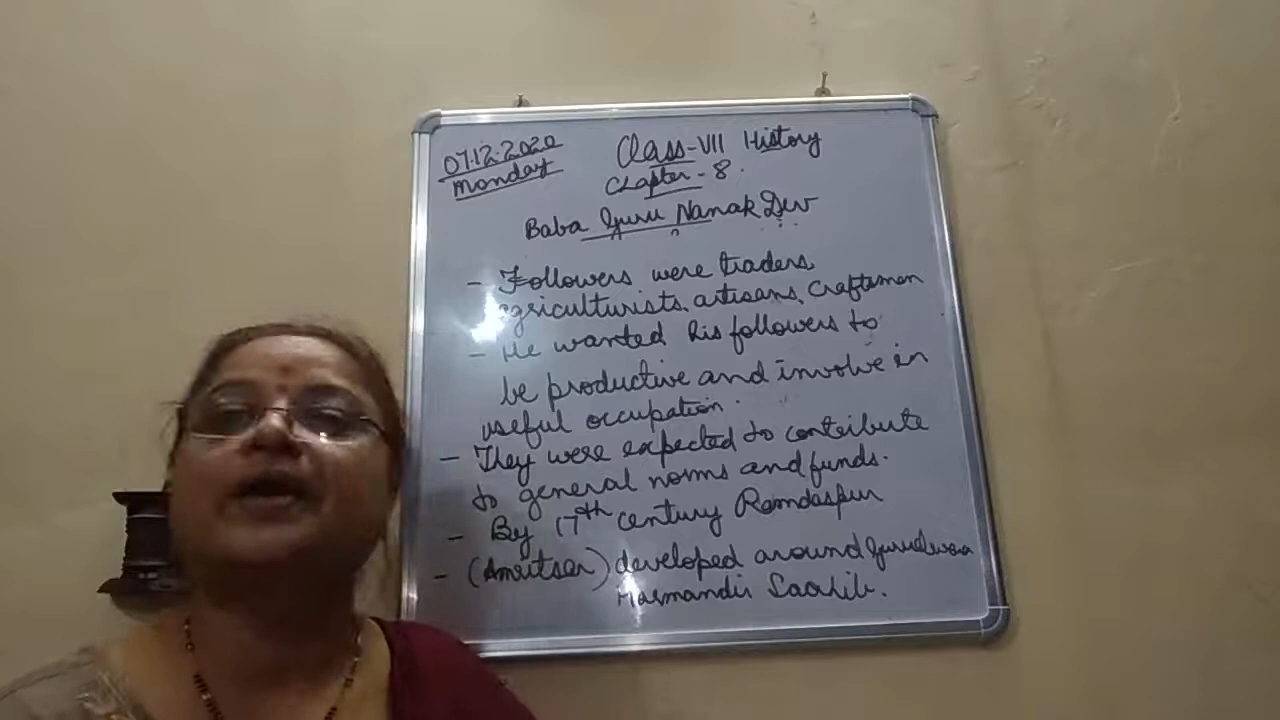 07.12.2020
Monday
Class-VII History
Chapter - 8.
Baba Guru Nanak Dev
- Followers were traders,
agriculturists, artisans, craftsman
- He wanted his followers to
be productive and involve in
useful occupation.
- They were expected to contribute
to general norms and funds.
- By 17th century Ramdaspur
- (Amritsar) developed around gurudwara
Harmandir Saahib.